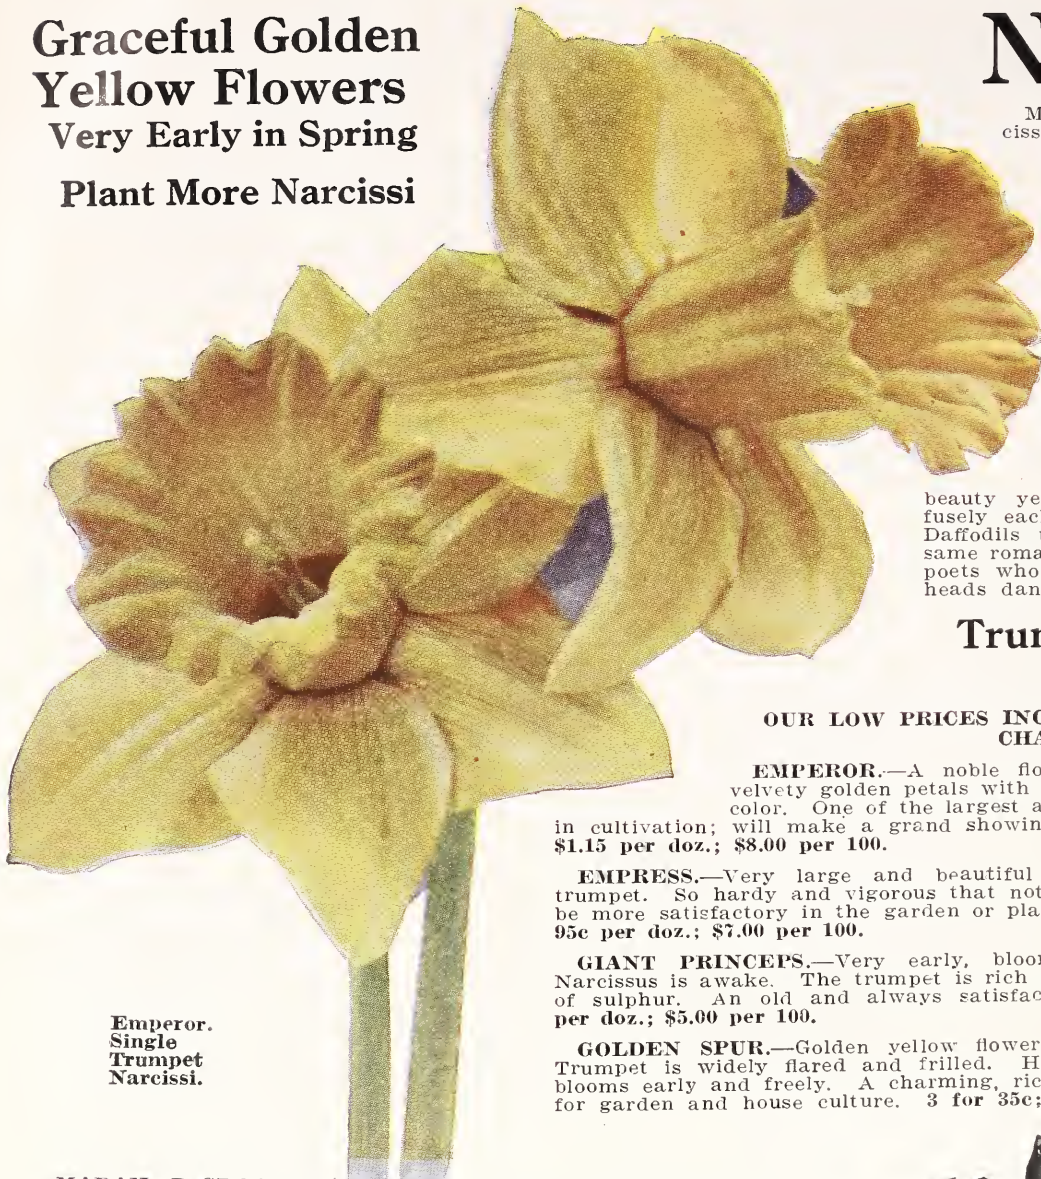 Graceful Golden
Yellow Flowers
Very Early in Spring
Plant More Narcissi
N
M
ciss
beauty ye
fusely eac
Daffodils
same roma
poets who
heads dan
Trum
OUR LOW PRICES INC
CHA
EMPEROR.—A noble flo
velvety golden petals with
color. One of the largest a
in cultivation; will make a grand showin
$1.15 per doz.; $8.00 per 100.
EMPRESS.—Very large and beautiful
trumpet. So hardy and vigorous that not
be more satisfactory in the garden or pla
95c per doz.; $7.00 per 100.
GIANT PRINCEPS.—Very early, bloom
Narcissus is awake. The trumpet is rich
of sulphur. An old and always satisfac
per doz.; $5.00 per 100.
GOLDEN SPUR.—Golden yellow flower
Trumpet is widely flared and frilled. H
blooms early and freely. A charming, ric
for garden and house culture. 3 for 35c;
Emperor.
Single
Trumpet
Narcissi.